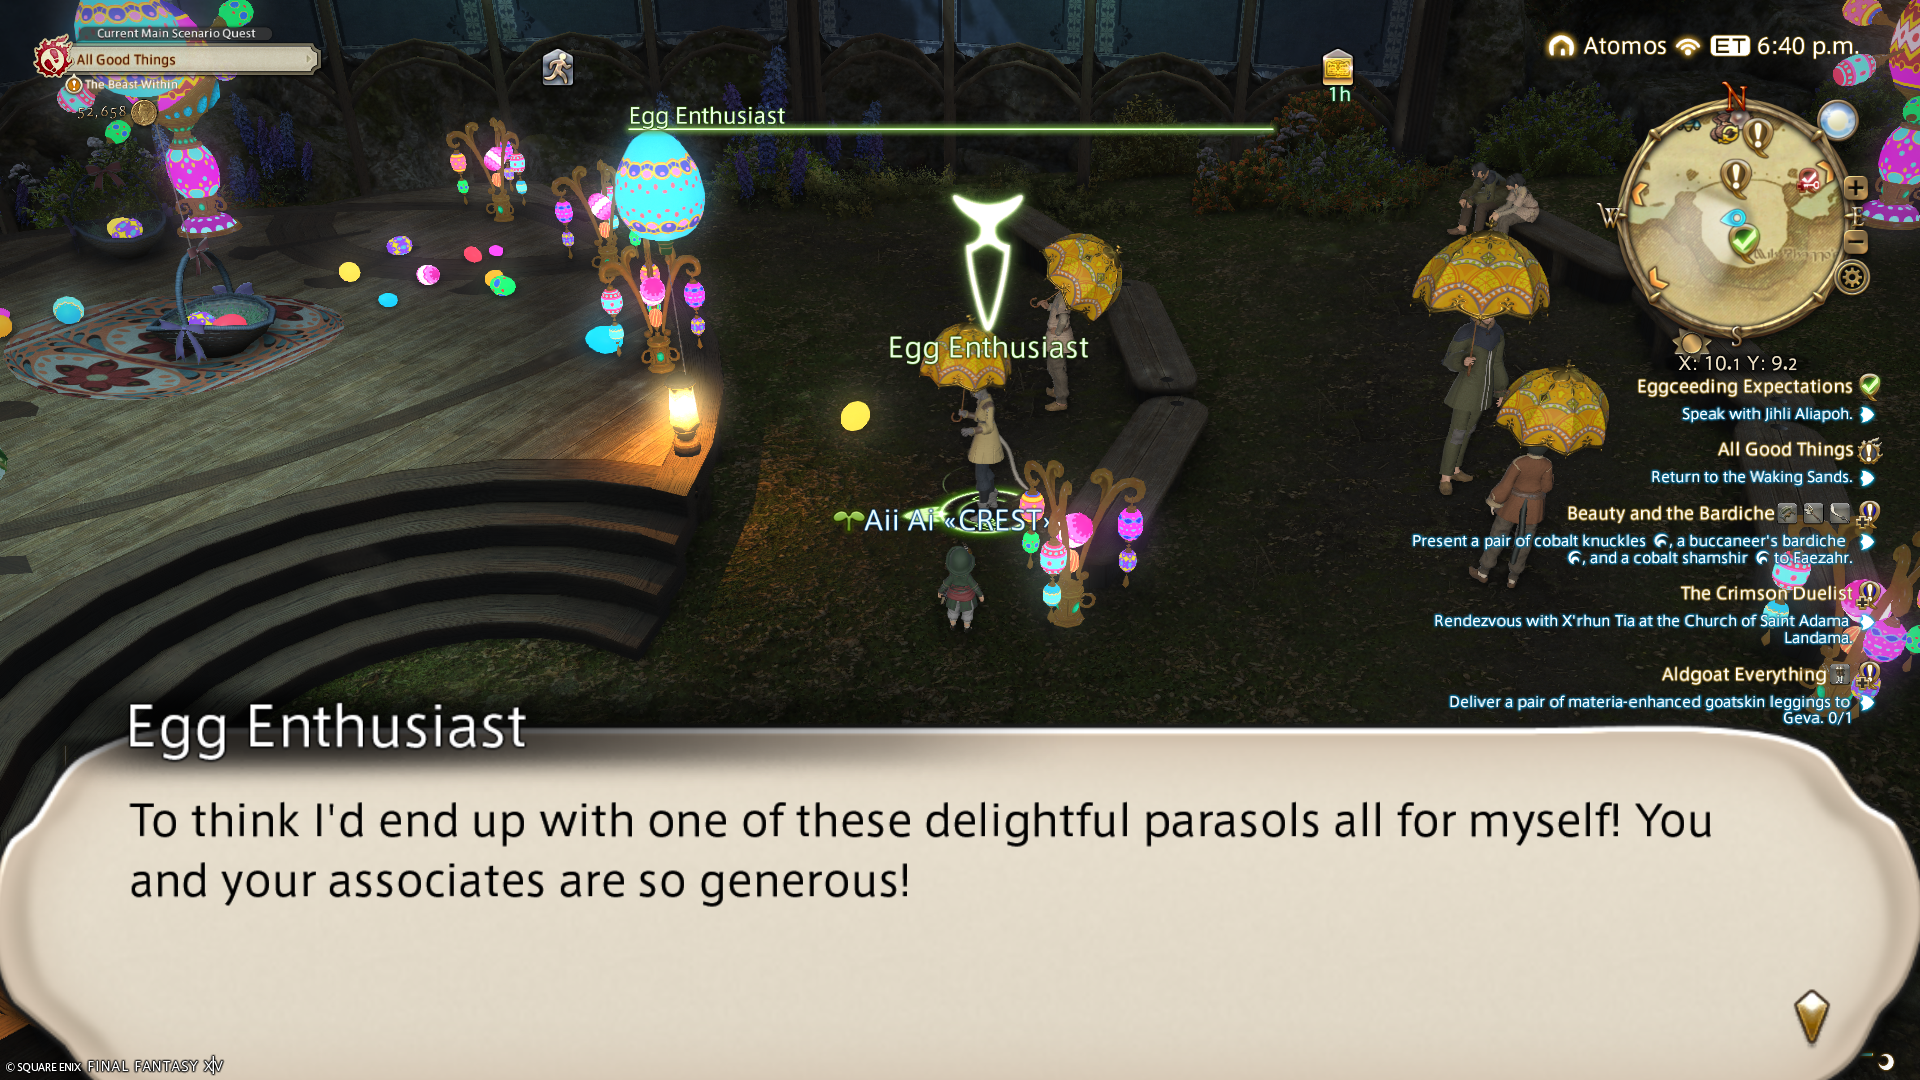 Current Main Scenario Quest
All Good Things
The Beast Within
52,658
1h
Atomos ET 6:40 p.m.
N
W
E
S
X: 10.1 Y: 9.2
Egg Enthusiast
Egg Enthusiast
Aii Ai «CREST»
Eggceeding Expectations
Speak with Jihli Aliapoh.
All Good Things
Return to the Waking Sands.
Beauty and the Bardiche
Present a pair of cobalt knuckles, a buccaneer's bardiche
, and a cobalt shamshir to Faezahr.
The Crimson Duelist
Rendezvous with X'rhun Tia at the Church of Saint Adama
Landama.
Aldgoat Everything
Deliver a pair of materia-enhanced goatskin leggings to
Geva. 0/1
Egg Enthusiast
To think I'd end up with one of these delightful parasols all for myself! You
and your associates are so generous!
© SQUARE ENIX FINAL FANTASY XIV